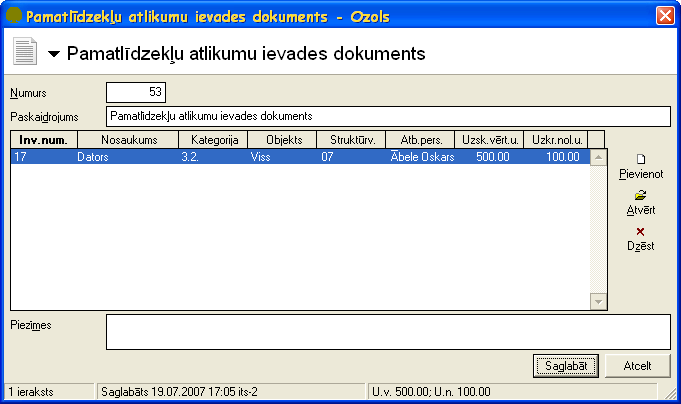 Pamatlīdzekļu atlikumu ievades dokuments - Ozols
Pamatlīdzekļu atlikumu ievades dokuments
Numurs 53
Paskaidrojums Pamatlīdzekļu atlikumu ievades dokuments
Inv.num. Nosaukums Kategorija Objekts Struktūrv. Atb.pers. Uzsk.vērt.u. Uzkr.nol.u.
17 Dators 3.2. Viss 07 Ābele Oskars 500.00 100.00
Pievienot
Atvērt
Dzēst
Piezīmes
Saglabāt Atcelt
1 ieraksts Saglabāts 19.07.2007 17:05 its-2 U.v. 500.00; U.n. 100.00